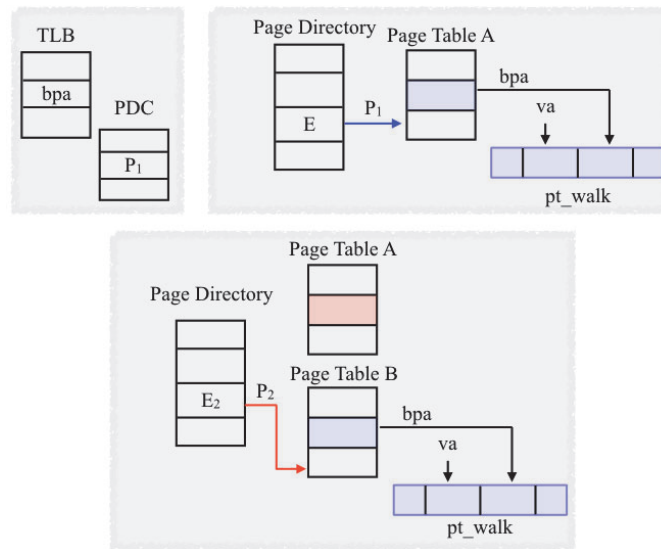 TLB
bpa
PDC
P₁
Page Directory
E
P₁
Page Table A
bpa
va
pt_walk
Page Table A
Page Directory
E₂
P₂
Page Table B
bpa
va
pt_walk